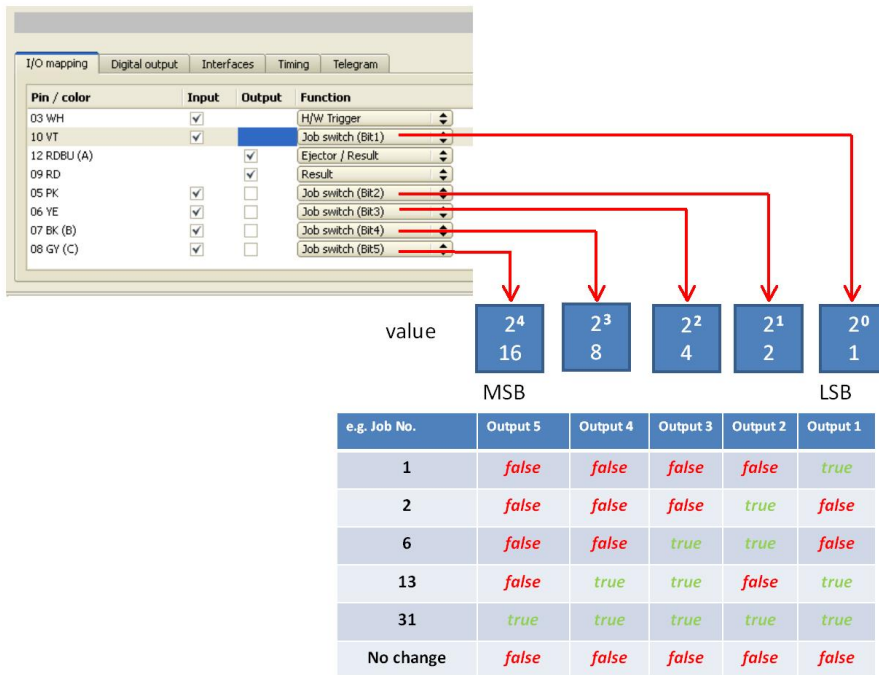 I/O mapping Digital output Interfaces Timing Telegram
Pin / color Input Output Function
03 WH H/W Trigger
10 VT Job switch (Bit1)
12 RDBU (A) Ejector / Result
09 RD Result
05 PK Job switch (Bit2)
06 YE Job switch (Bit3)
07 BK (B) Job switch (Bit4)
08 GY (C) Job switch (Bit5)
value 2⁴ 2³ 2² 2¹ 2⁰
16 8 4 2 1
MSB LSB
e.g. Job No. Output 5 Output 4 Output 3 Output 2 Output 1
1 false false false false true
2 false false false true false
6 false false true true false
13 false true true false true
31 true true true true true
No change false false false false false